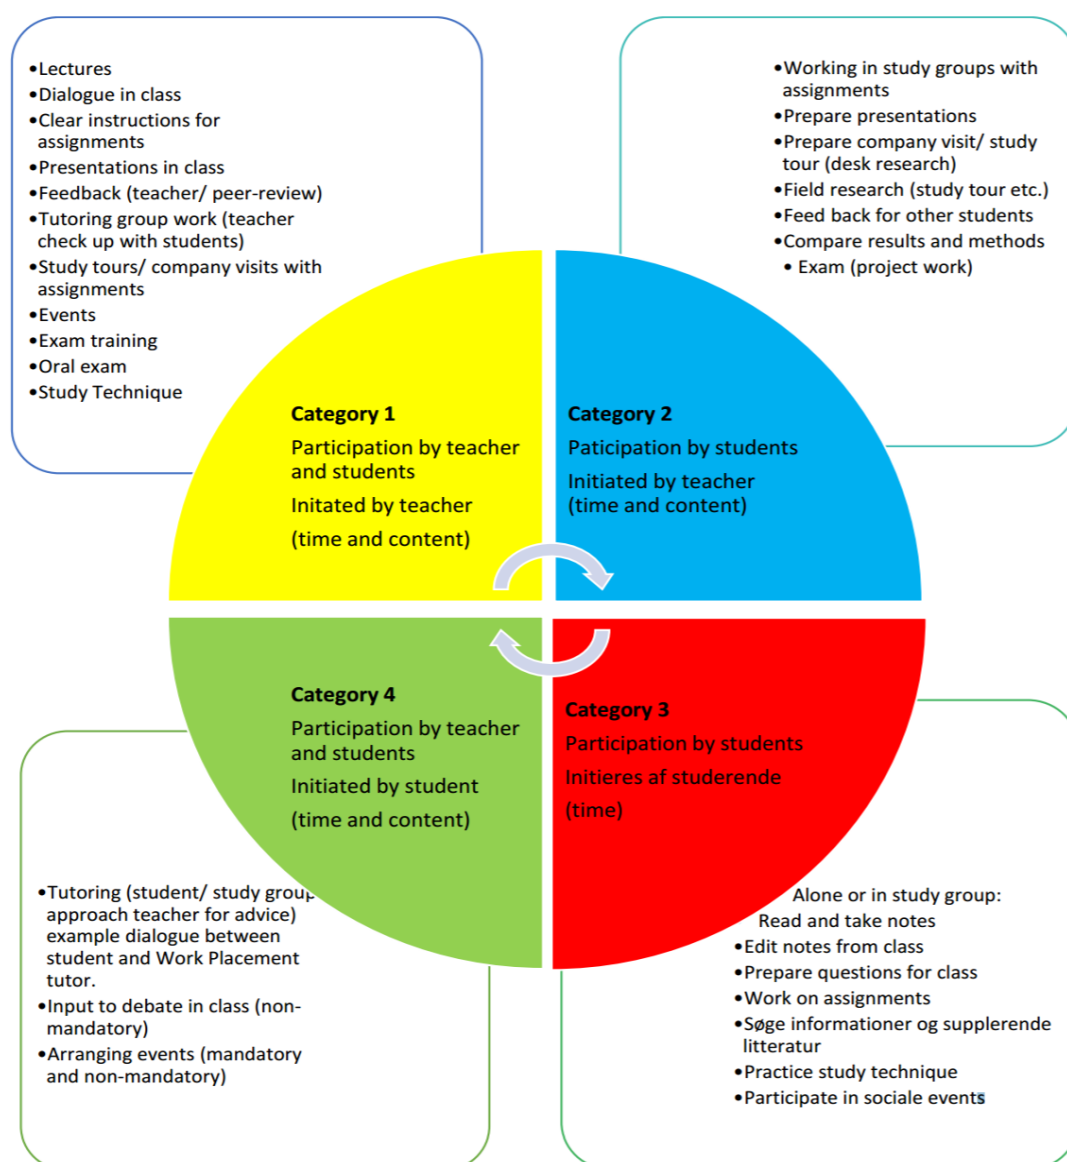 •Lectures
•Dialogue in class
•Clear instructions for
assignments
•Presentations in class
•Feedback (teacher/ peer-review)
•Tutoring group work (teacher
check up with students)
•Study tours/ company visits with
assignments
•Events
•Exam training
•Oral exam
•Study Technique
•Working in study groups with
assignments
•Prepare presentations
•Prepare company visit/ study
tour (desk research)
•Field research (study tour etc.)
•Feed back for other students
•Compare results and methods
• Exam (project work)
Category 1
Participation by teacher
and students
Initated by teacher
(time and content)
Category 2
Paticipation by students
Initiated by teacher
(time and content)
Category 4
Participation by teacher
and students
Initiated by student
(time and content)
Category 3
Participation by students
Initieres af studerende
(time)
•Tutoring (student/ study group
approach teacher for advice)
example dialogue between
student and Work Placement
tutor.
•Input to debate in class (non-
mandatory)
•Arranging events (mandatory
and non-mandatory)
Alone or in study group:
Read and take notes
•Edit notes from class
•Prepare questions for class
•Work on assignments
•Søge informationer og supplerende
litteratur
•Practice study technique
•Participate in sociale events